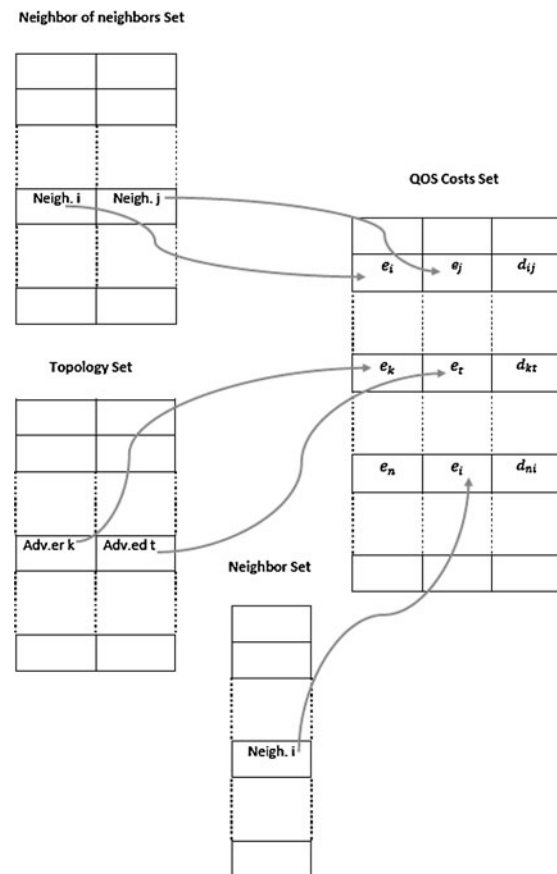 Neighbor of neighbors Set
Neigh. i Neigh. j
QOS Costs Set
e_i e_j d_ij
Topology Set
e_k e_t d_kt
e_n e_i d_ni
Adv.er k Adv.ed t
Neighbor Set
Neigh. i